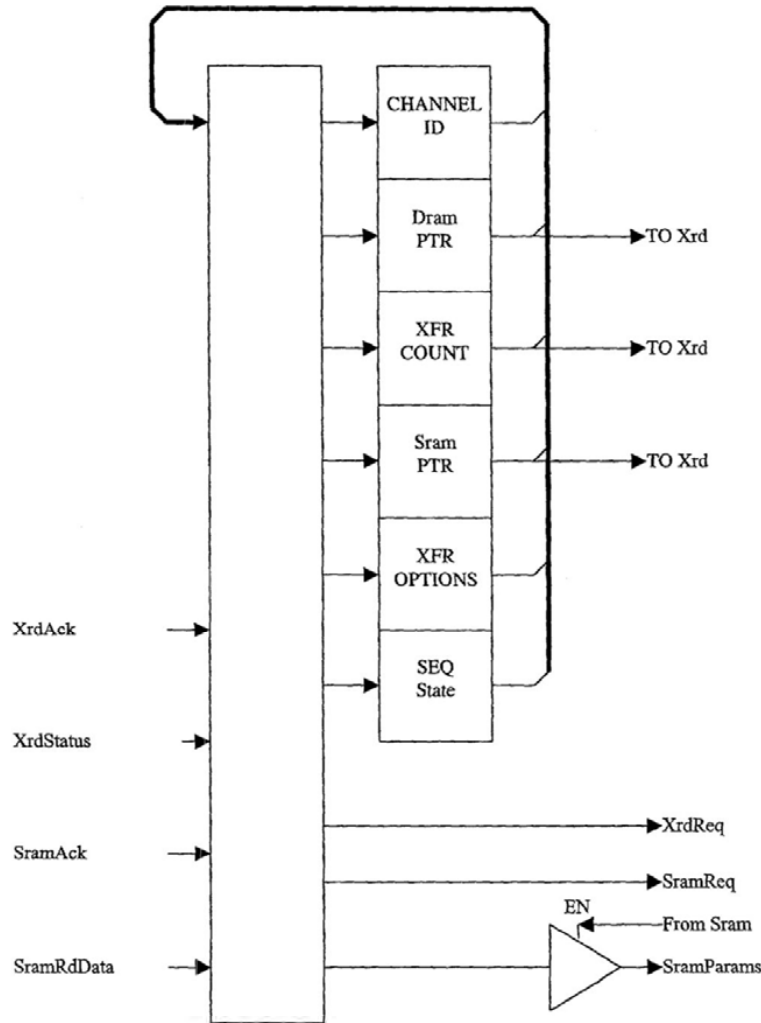 CHANNEL
ID
Dram
PTR
TO Xrd
XFR
COUNT
TO Xrd
Sram
PTR
TO Xrd
XFR
OPTIONS
XrdAck
SEQ
State
XrdStatus
XrdReq
SramAck
SramReq
EN
From Sram
SramRdData
SramParams